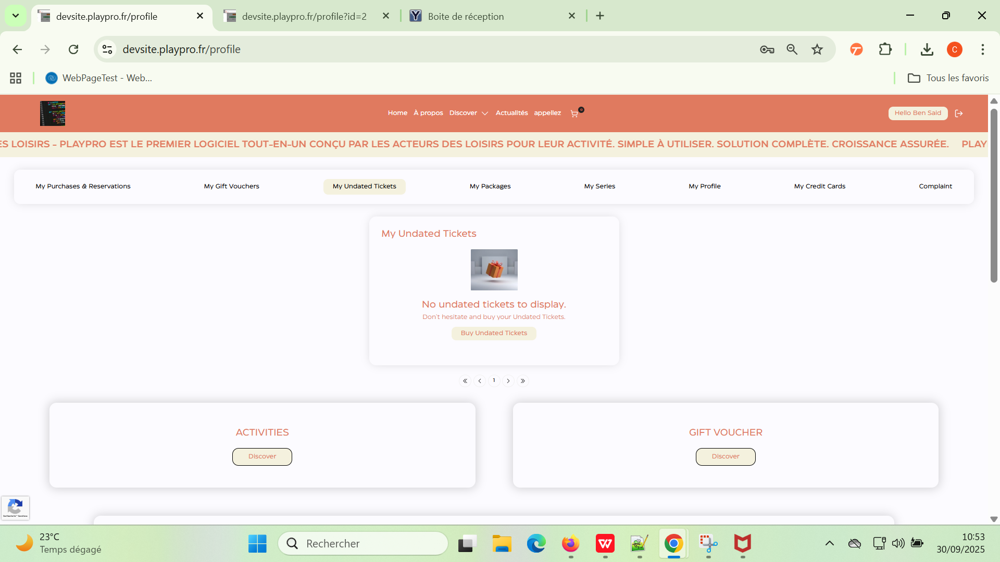 devsite.playpro.fr/profile
devsite.playpro.fr/profile?id=2
Boite de réception
devsite.playpro.fr/profile
C
WebPageTest - Web...
Tous les favoris
Home
À propos
Discover
Actualités
appellez
0
Hello Ben Said
ES LOISIRS - PLAYPRO EST LE PREMIER LOGICIEL TOUT-EN-UN CONÇU PAR LES ACTEURS DES LOISIRS POUR LEUR ACTIVITÉ. SIMPLE À UTILISER. SOLUTION COMPLÈTE. CROISSANCE ASSURÉE. PLAY
My Purchases & Reservations
My Gift Vouchers
My Undated Tickets
My Packages
My Series
My Profile
My Credit Cards
Complaint
My Undated Tickets
No undated tickets to display.
Don't hesitate and buy your Undated Tickets.
Buy Undated Tickets
« ‹ 1 › »
ACTIVITIES
Discover
GIFT VOUCHER
Discover
Confidentialité - Conditions
23°C
Temps dégagé
Rechercher
10:53
30/09/2025